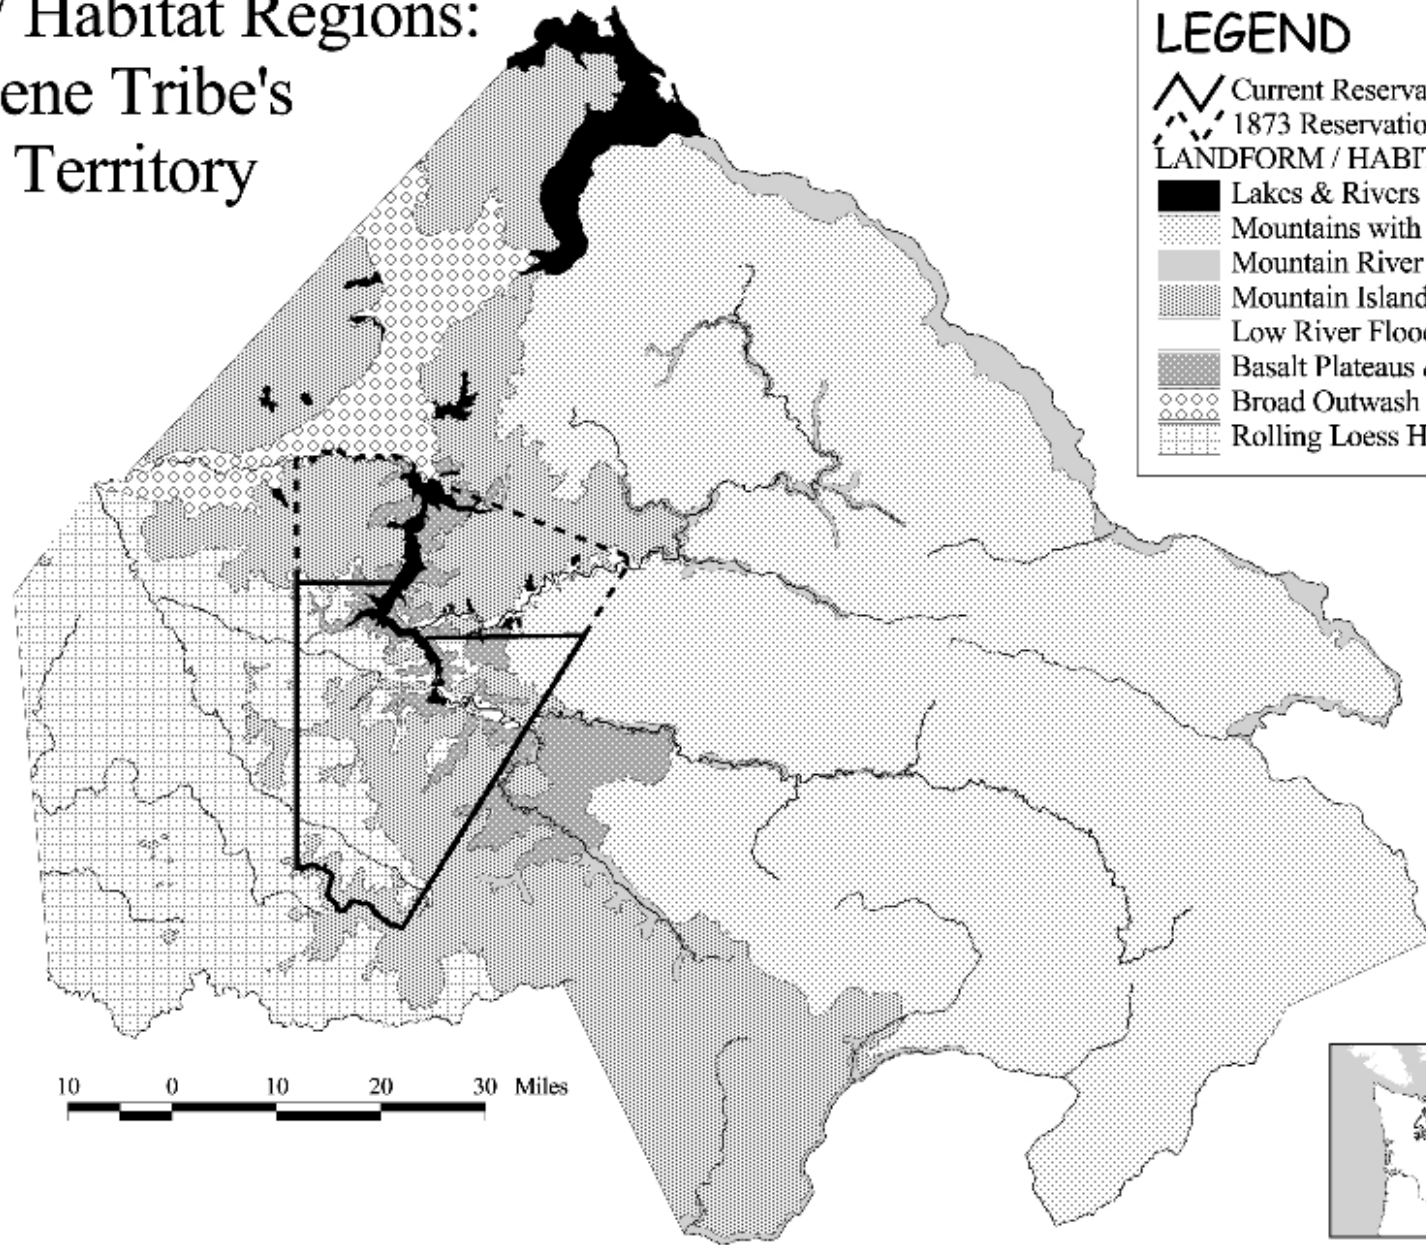 / Habitat Regions:
ene Tribe's
Territory
LEGEND
Current Reserva
1873 Reservatio
LANDFORM / HABIT
Lakes & Rivers
Mountains with
Mountain River
Mountain Island
Low River Flood
Basalt Plateaus
Broad Outwash
Rolling Loess H
10 0 10 20 30 Miles